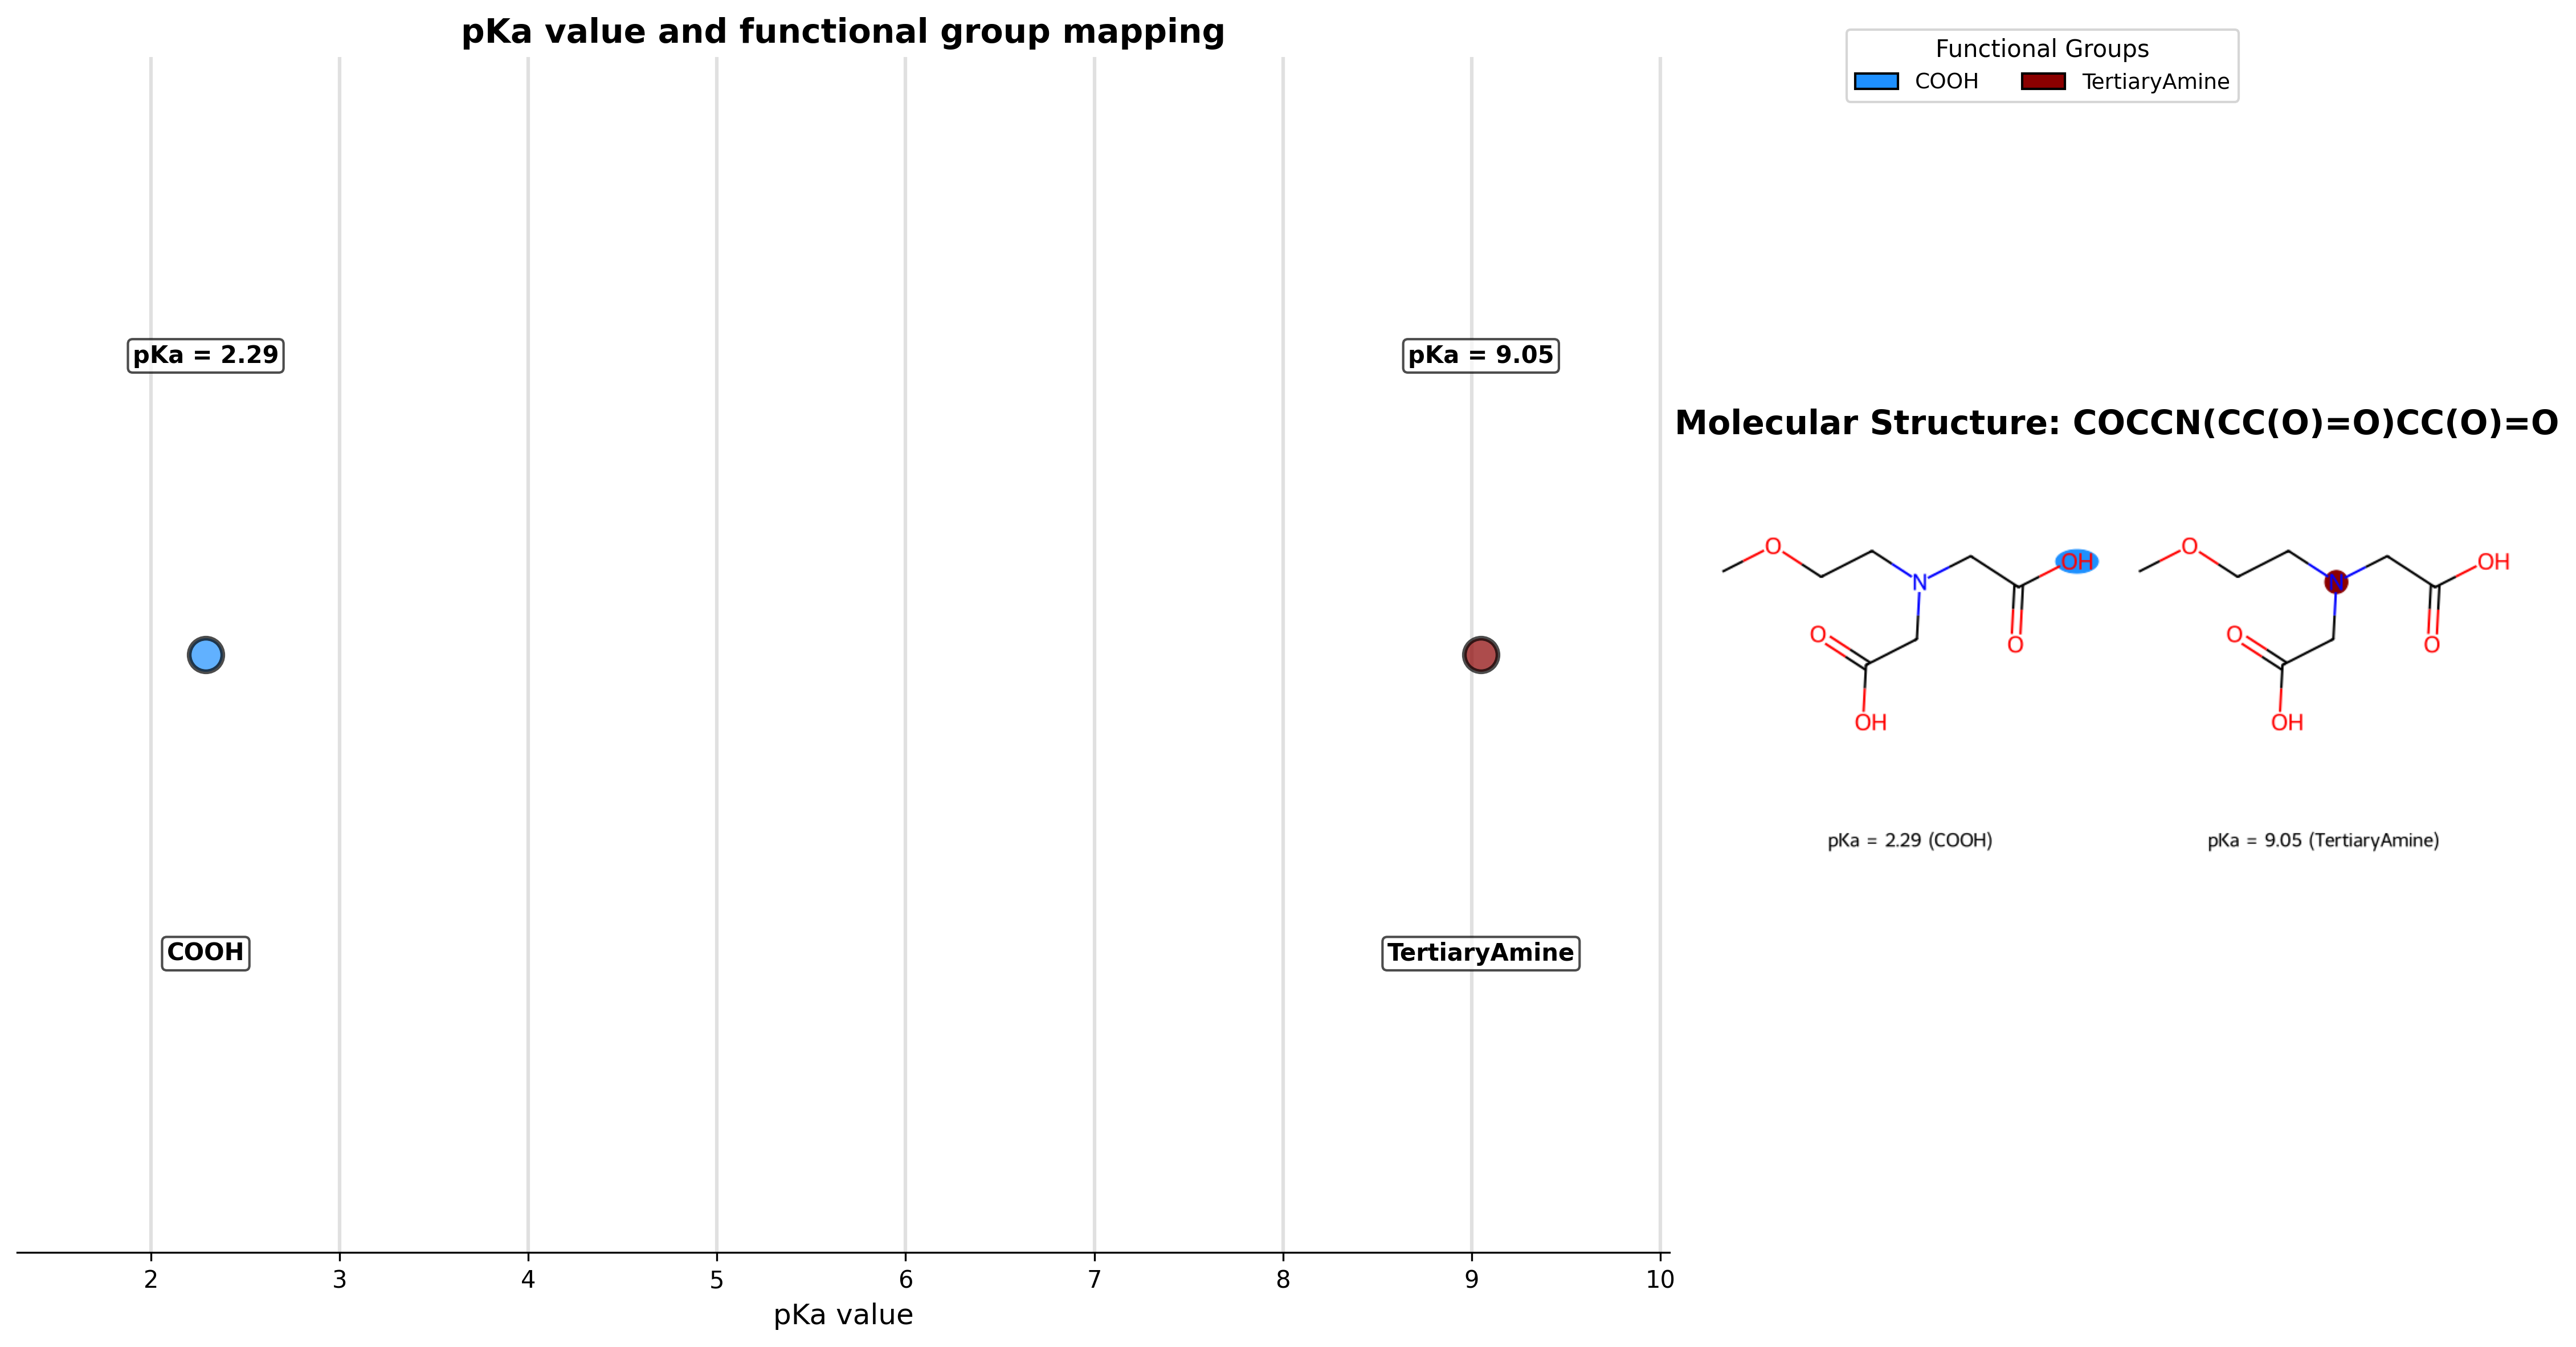 pKa value and functional group mapping
Functional Groups
COOH
TertiaryAmine
pKa = 2.29
pKa = 9.05
COOH
TertiaryAmine
2 3 4 5 6 7 8 9 10
pKa value
Molecular Structure: COCCN(CC(O)=O)CC(O)=O
O
N
OH
O
O
OH
pKa = 2.29 (COOH)
O
N
OH
O
O
OH
pKa = 9.05 (TertiaryAmine)